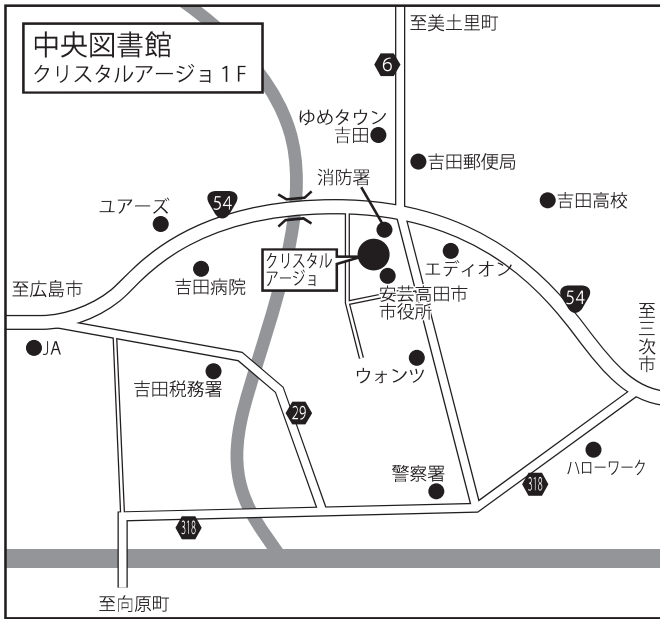 中央図書館
クリスタルアージョ1F
至美土里町
6
ゆめタウン
吉田
吉田郵便局
消防署
吉田高校
54
ユアーズ
クリスタル
アージョ
エディオン
吉田病院
安芸高田市
市役所
至広島市
54
至三次市
JA
ウォンツ
吉田税務署
29
ハローワーク
警察署
318
318
至向原町